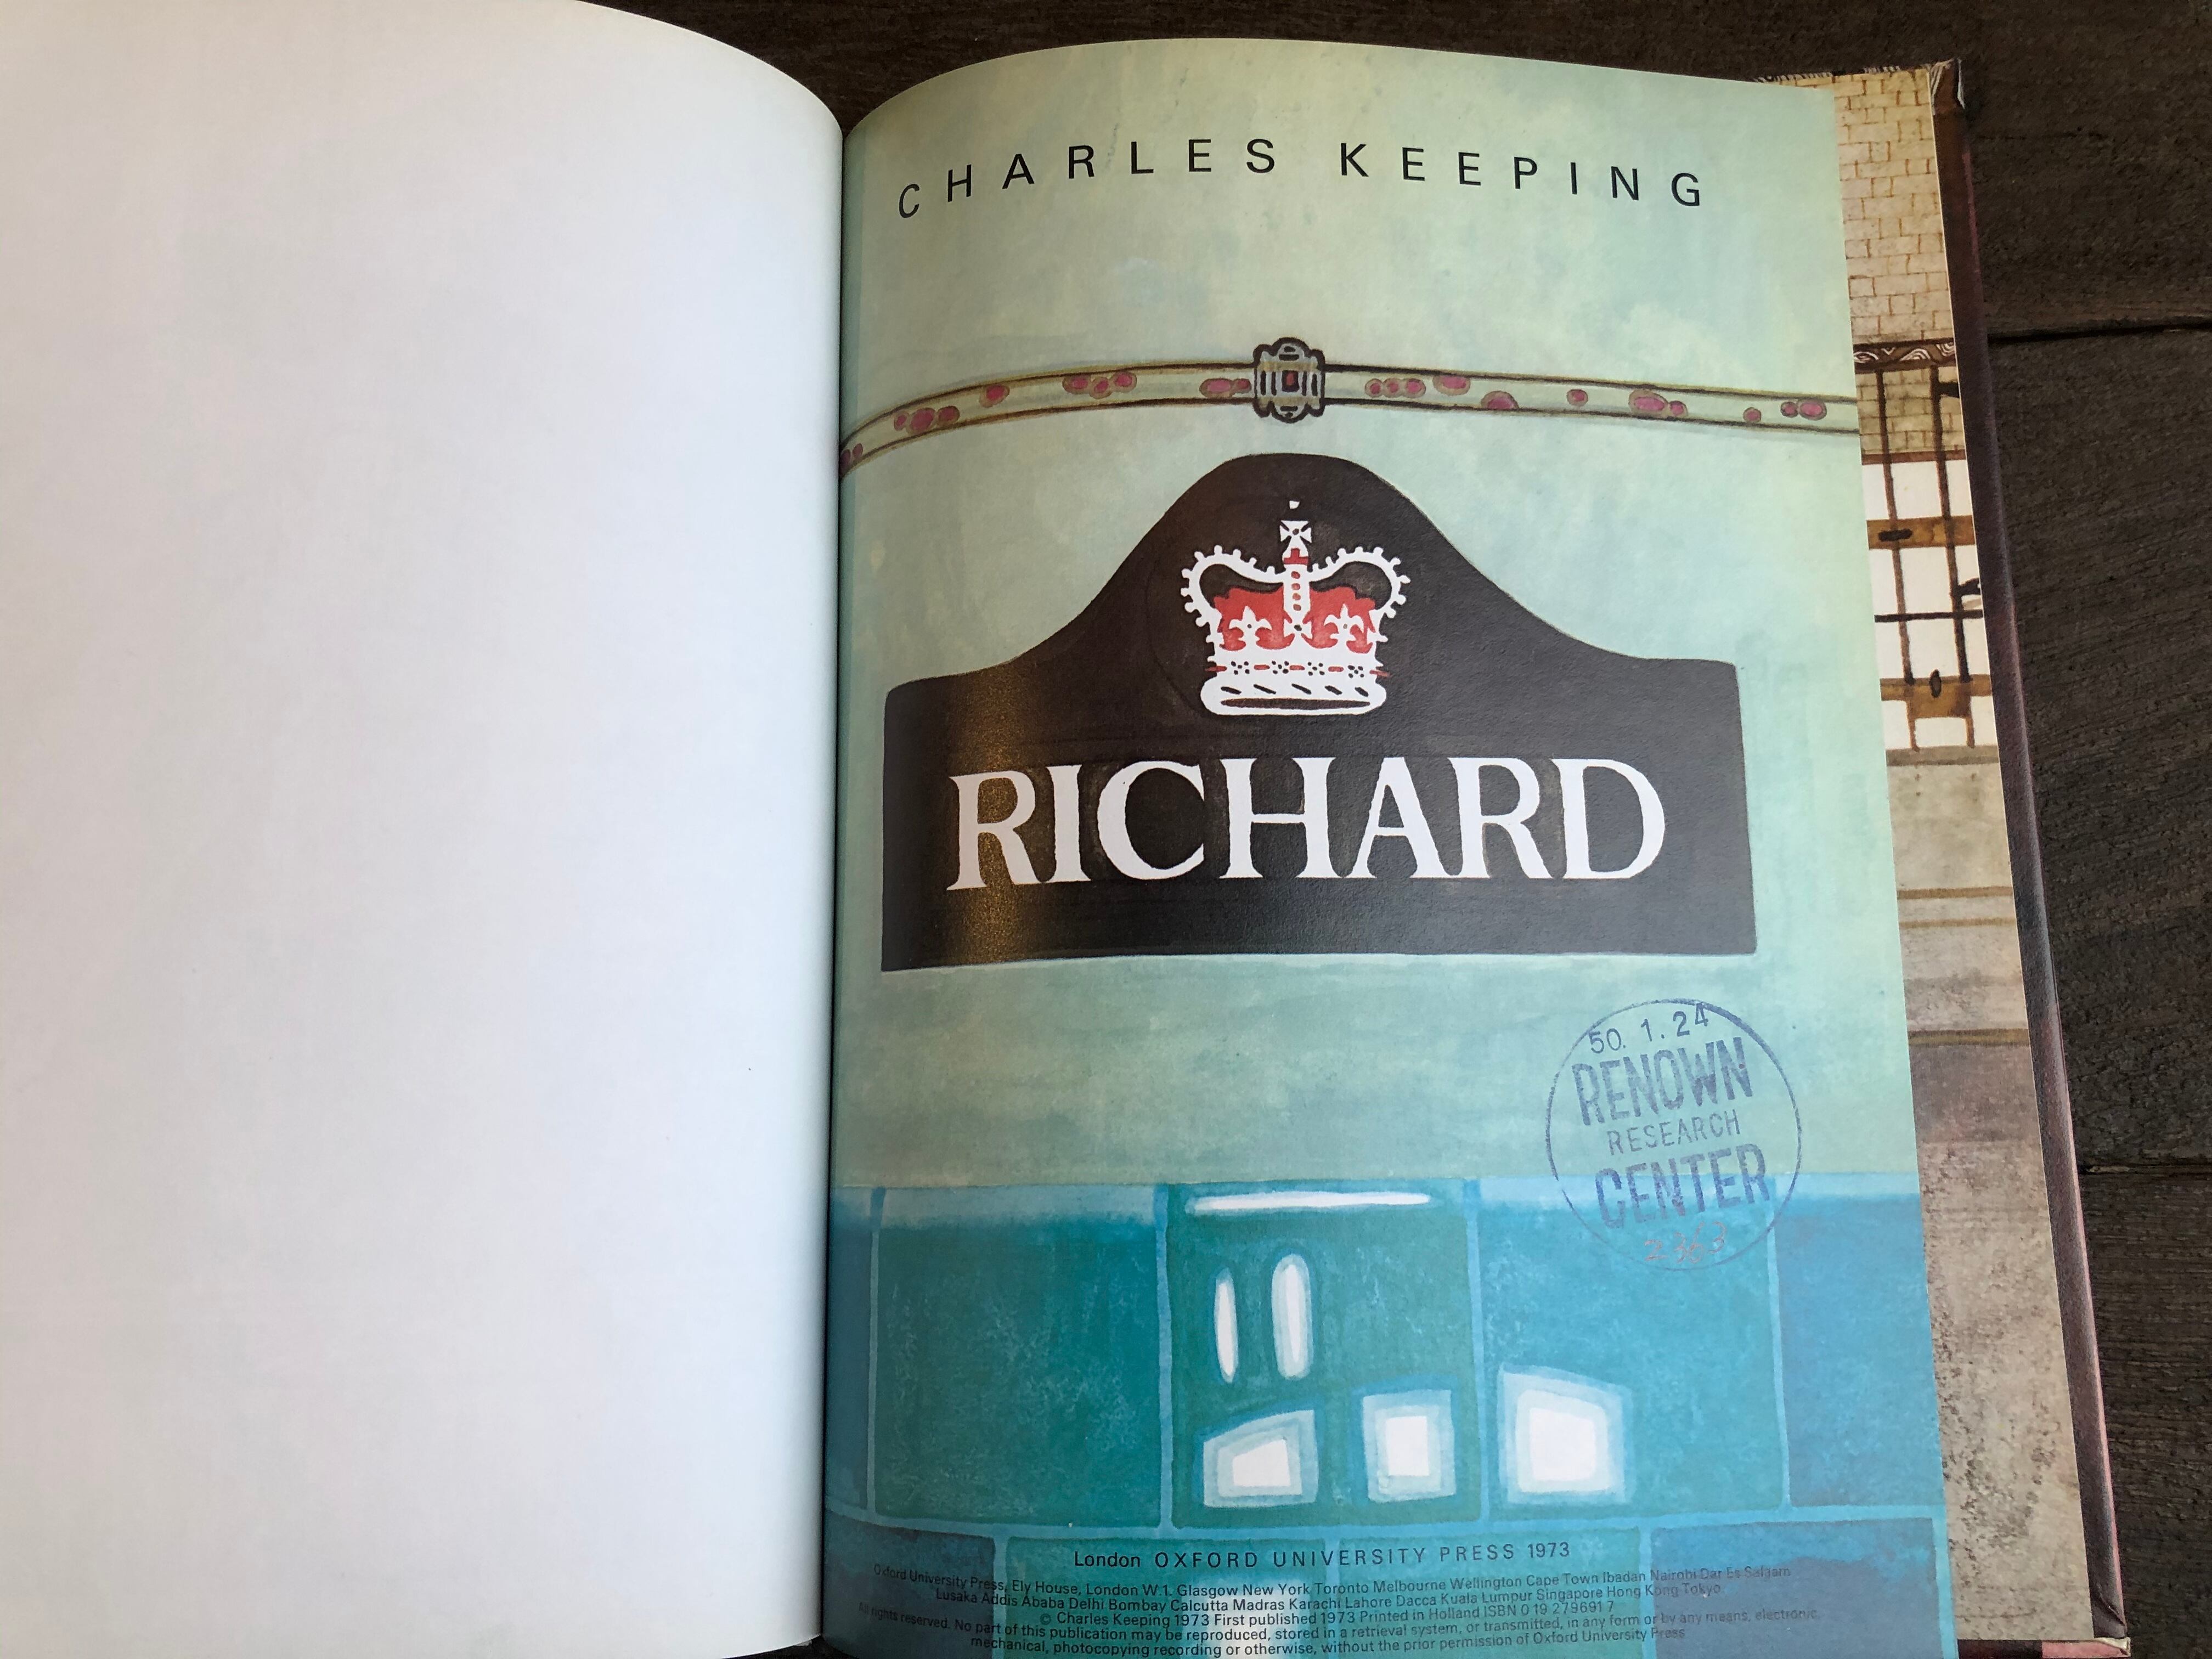 CHARLES KEEPING
RICHARD
50. 1. 24
RENOWN
RESEARCH
CENTER
2363
London OXFORD UNIVERSITY PRESS 1973
Oxford University Press, Ely House, London W.1. Glasgow New York Toronto Melbourne Wellington Cape Town Ibadan Nairobi Dar Es Salaam
Lusaka Addis Ababa Delhi Bombay Calcutta Madras Karachi Lahore Dacca Kuala Lumpur Singapore Hong Kong Tokyo
© Charles Keeping 1973 First published 1973 Printed in Holland ISBN 0 19 279691 7
All rights reserved. No part of this publication may be reproduced, stored in a retrieval system, or transmitted, in any form or by any means, electronic,
mechanical, photocopying recording or otherwise, without the prior permission of Oxford University Press